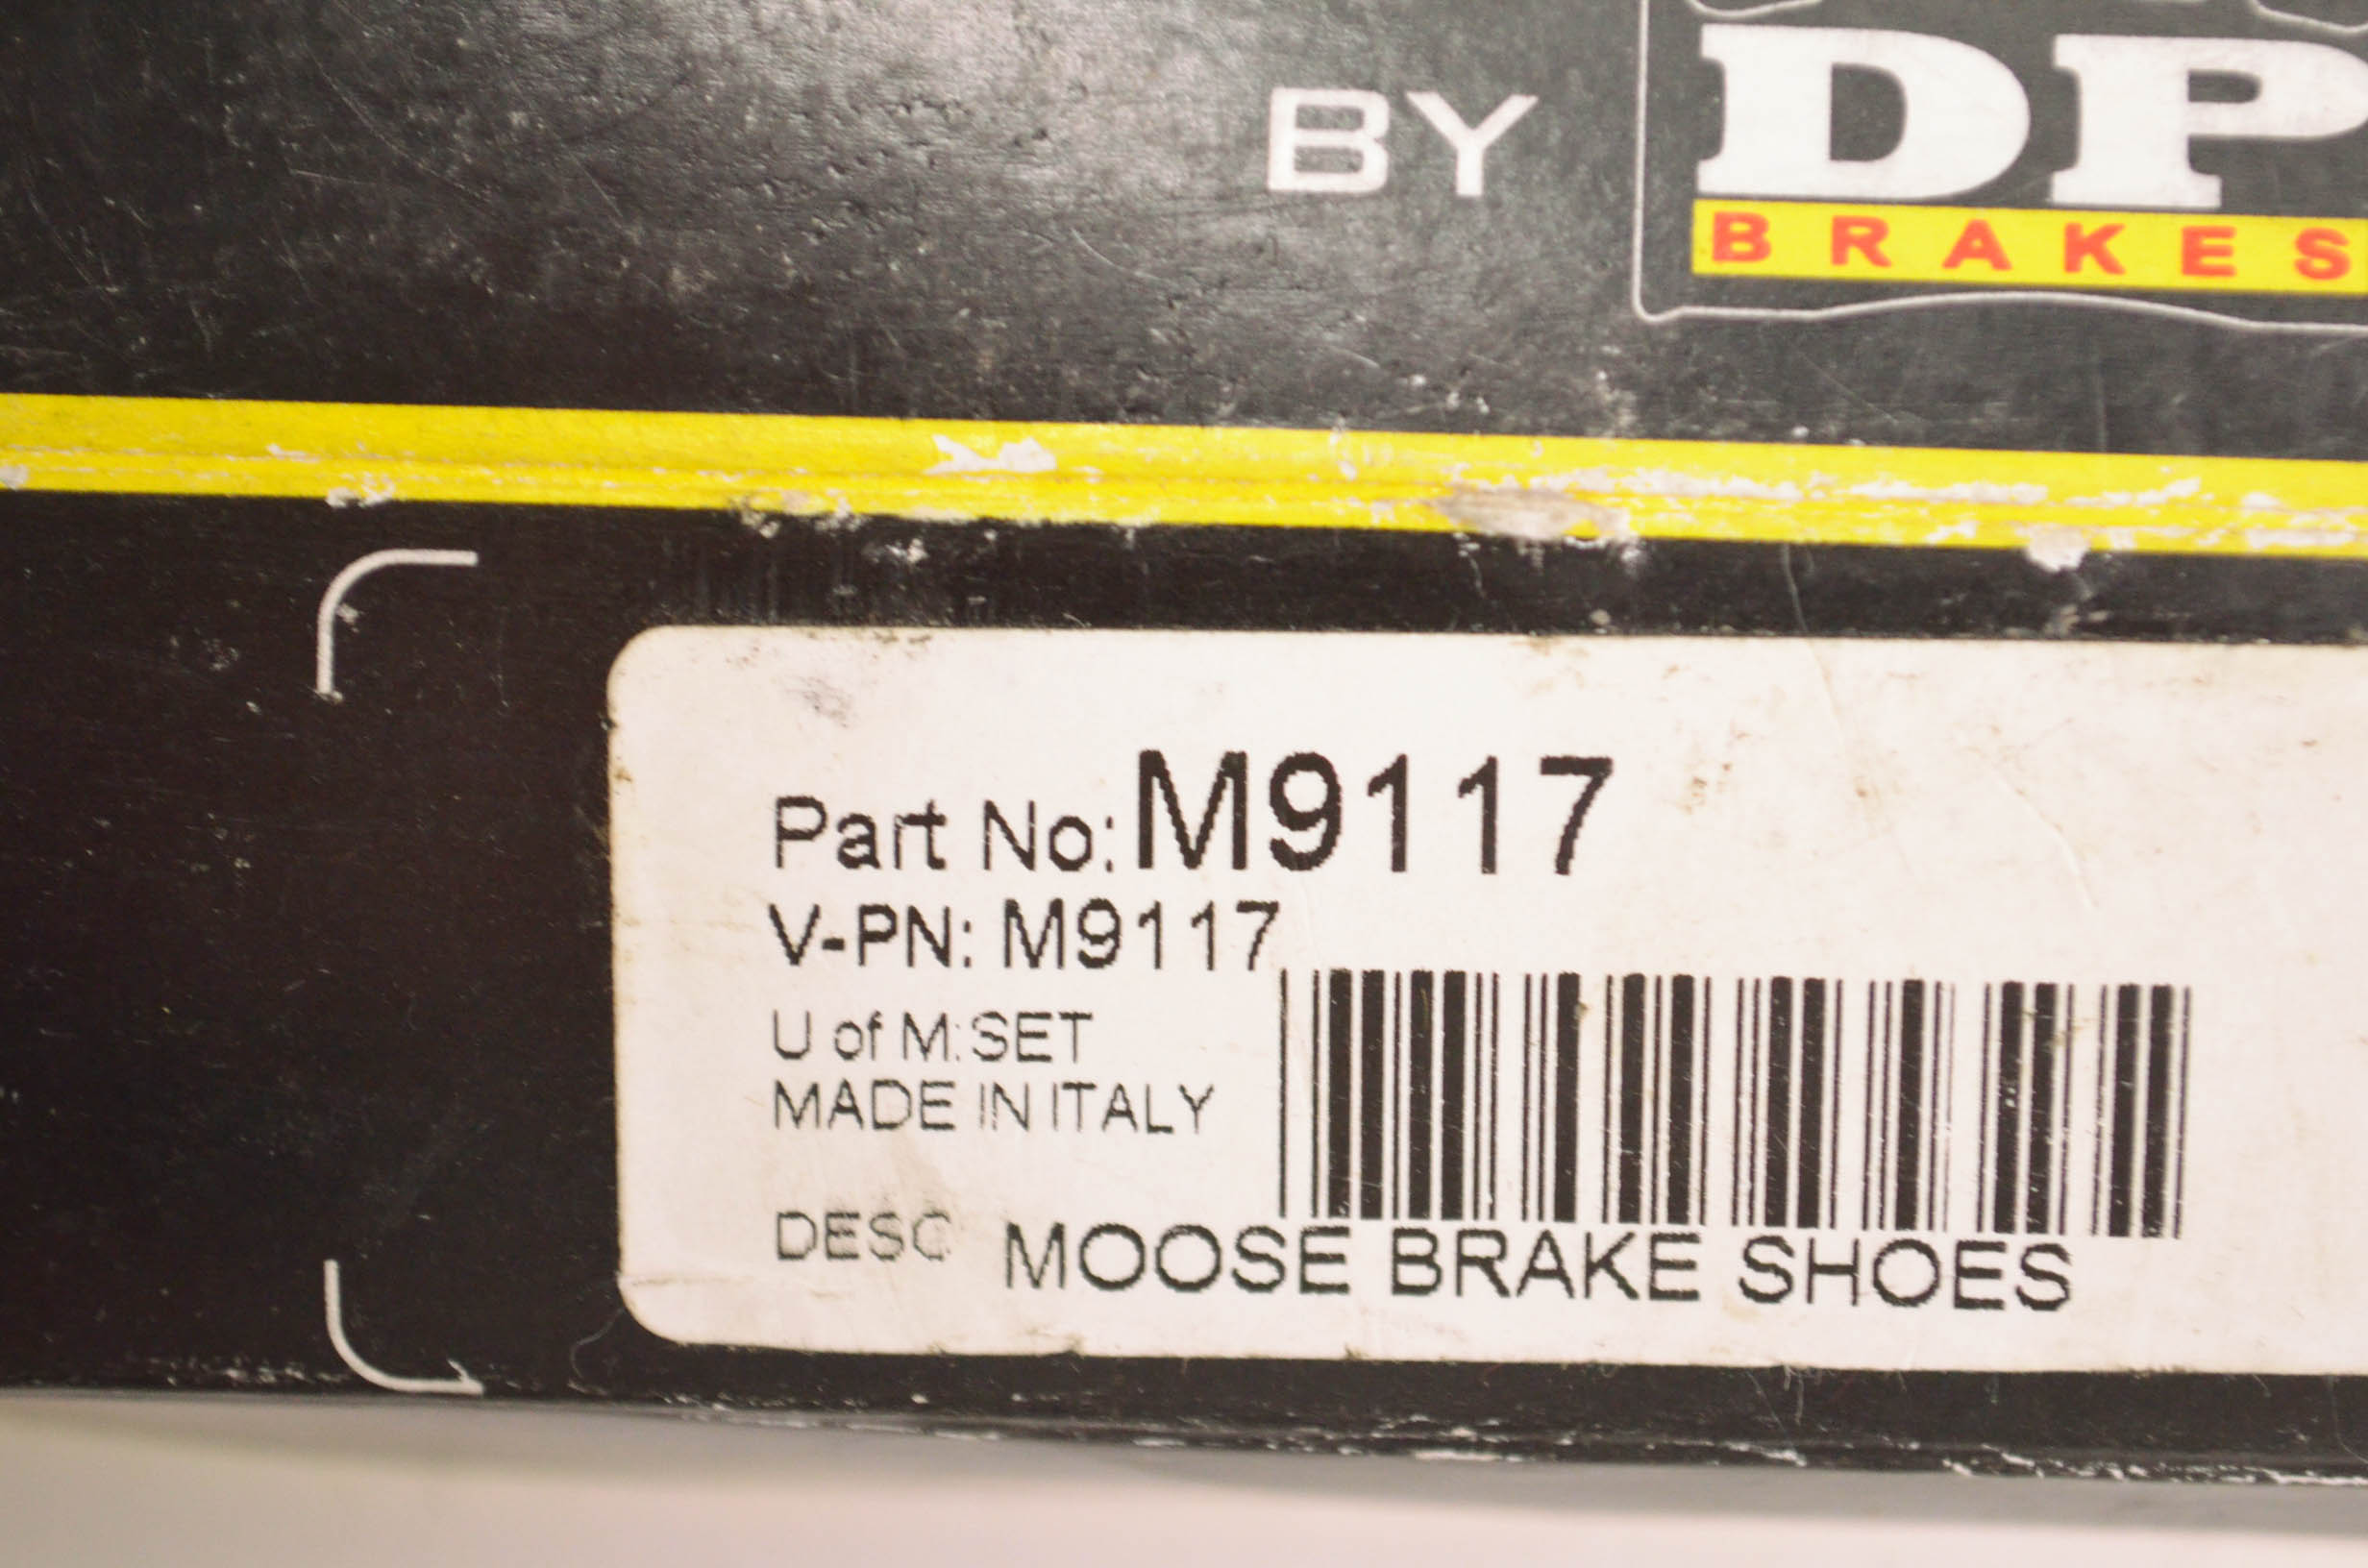 BY DP
BRAKES
Part No: M9117
V-PN: M9117
U of M: SET
MADE IN ITALY
DESC MOOSE BRAKE SHOES